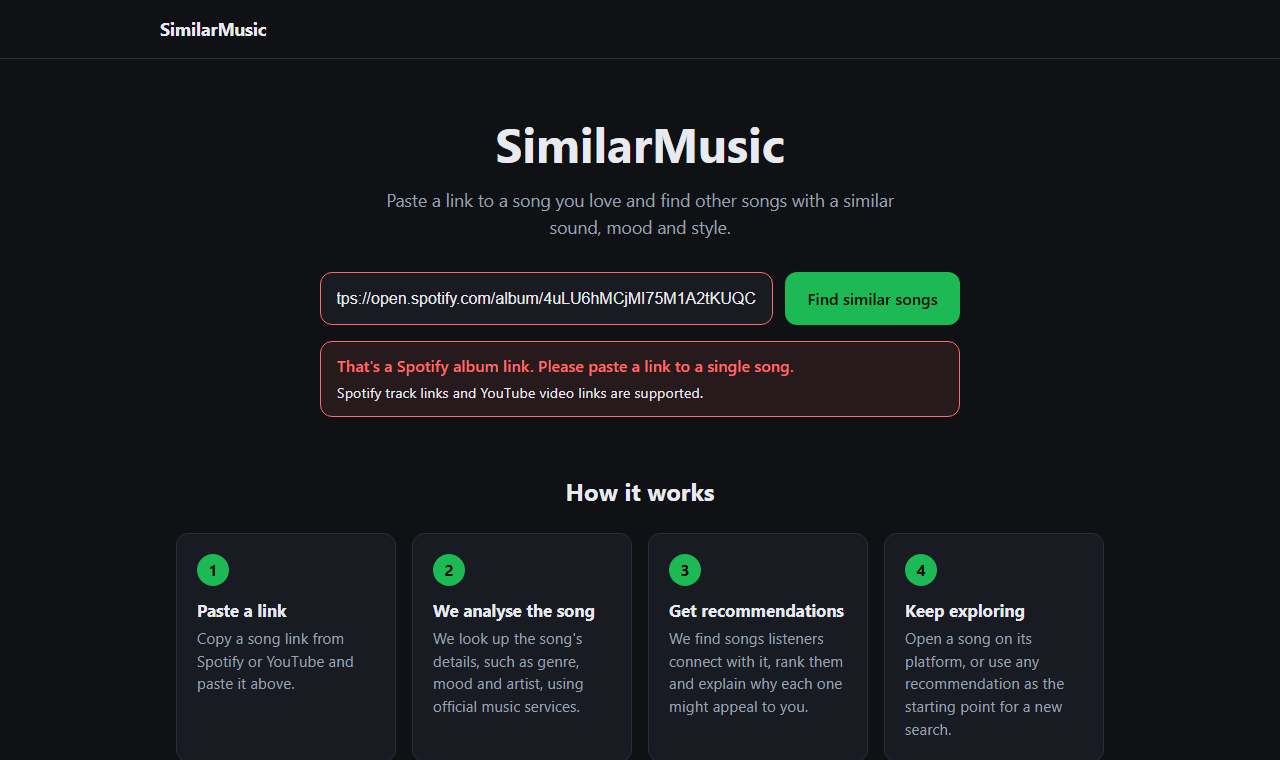 SimilarMusic
SimilarMusic
Paste a link to a song you love and find other songs with a similar
sound, mood and style.
tps://open.spotify.com/album/4uLU6hMCjMI75M1A2tKUQC
Find similar songs
That's a Spotify album link. Please paste a link to a single song.
Spotify track links and YouTube video links are supported.
How it works
1
Paste a link
Copy a song link from
Spotify or YouTube and
paste it above.
2
We analyse the song
We look up the song's
details, such as genre,
mood and artist, using
official music services.
3
Get recommendations
We find songs listeners
connect with it, rank them
and explain why each one
might appeal to you.
4
Keep exploring
Open a song on its
platform, or use any
recommendation as the
starting point for a new
search.